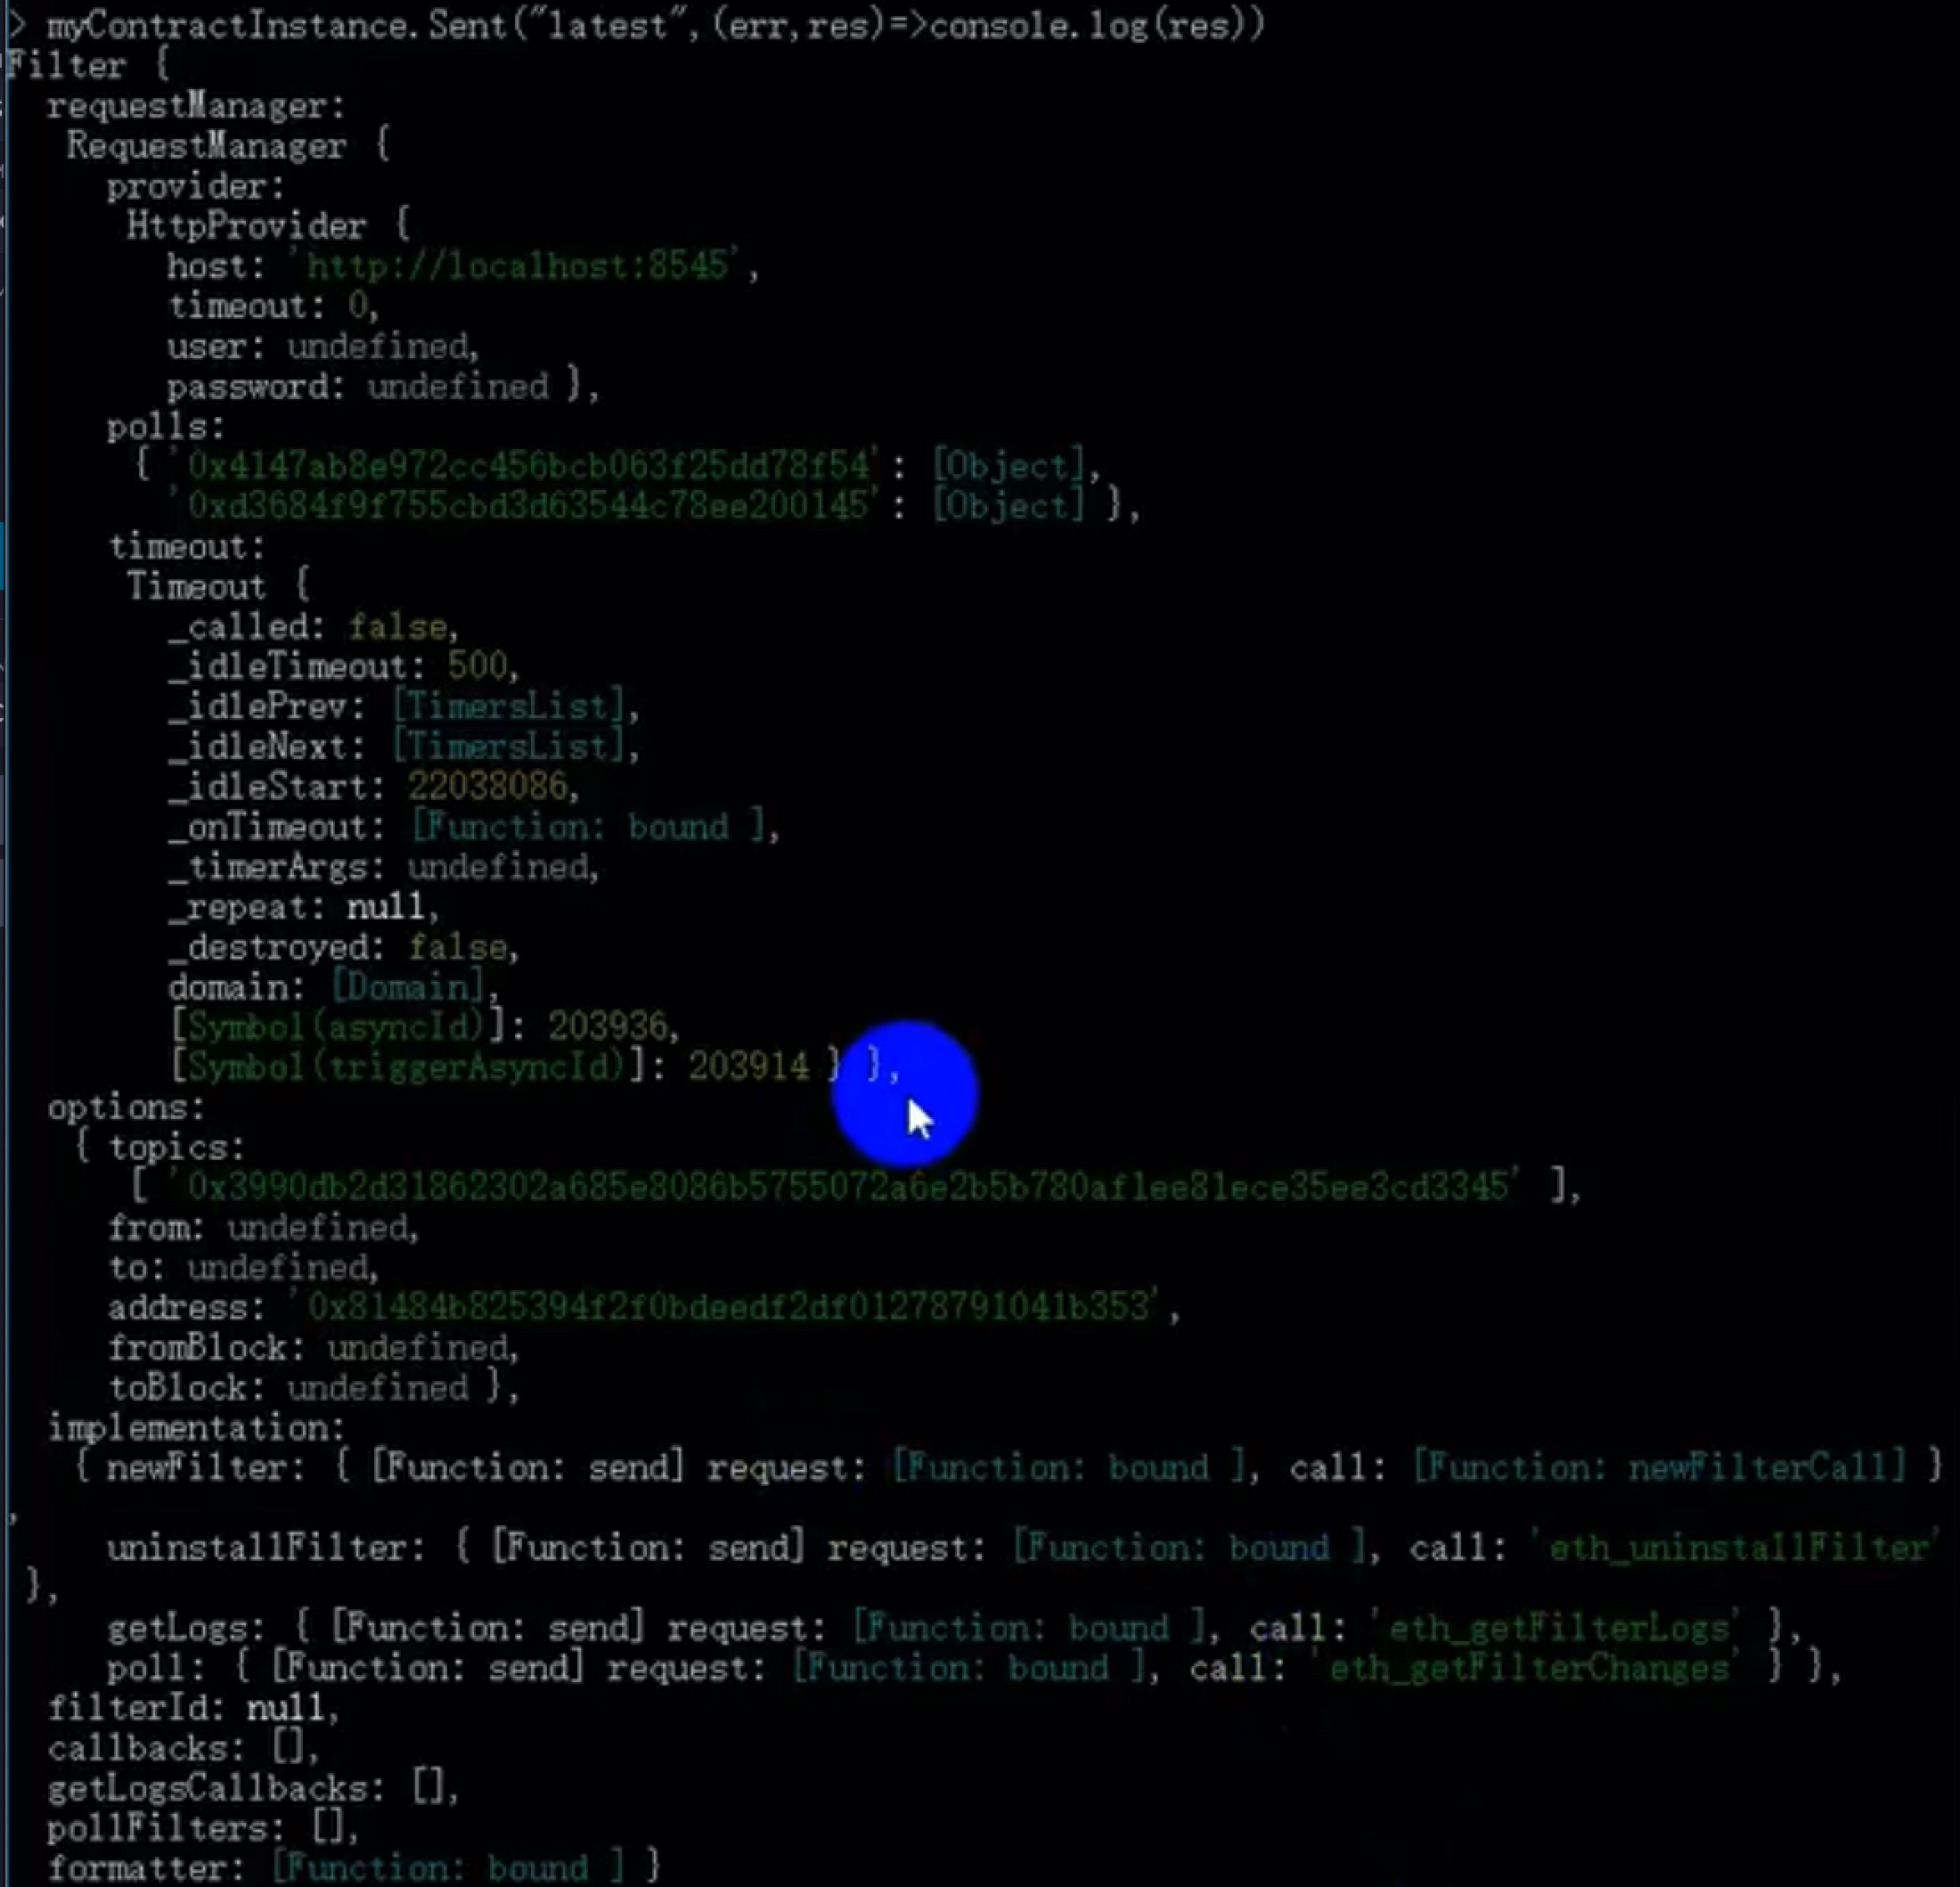 > myContractInstance.Sent("latest",(err,res)=>console.log(res))
Filter {
requestManager:
RequestManager {
provider:
HttpProvider {
host: 'http://localhost:8545',
timeout: 0,
user: undefined,
password: undefined },
polls:
{ '0x4147ab8e972cc456bcb063f25dd78f54': [Object],
'0xd3684f9f755cbd3d63544c78ee200145': [Object] },
timeout:
Timeout {
_called: false,
_idleTimeout: 500,
_idlePrev: [TimersList],
_idleNext: [TimersList],
_idleStart: 22038086,
_onTimeout: [Function: bound ],
_timerArgs: undefined,
_repeat: null,
_destroyed: false,
domain: [Domain],
[Symbol(asyncId)]: 203936,
[Symbol(triggerAsyncId)]: 203914 } },
options:
{ topics:
[ '0x3990db2d31862302a685e8086b5755072a6e2b5b780af1ee81ece35ee3cd3345' ],
from: undefined,
to: undefined,
address: '0x81484b825394f2f0bdeedf2df01278791041b353',
fromBlock: undefined,
toBlock: undefined },
implementation:
{ newFilter: { [Function: send] request: [Function: bound ], call: [Function: newFilterCall] }
,
uninstallFilter: { [Function: send] request: [Function: bound ], call: 'eth_uninstallFilter'
},
getLogs: { [Function: send] request: [Function: bound ], call: 'eth_getFilterLogs' },
poll: { [Function: send] request: [Function: bound ], call: 'eth_getFilterChanges' } },
filterId: null,
callbacks: [],
getLogsCallbacks: [],
pollFilters: [],
formatter: [Function: bound ] }